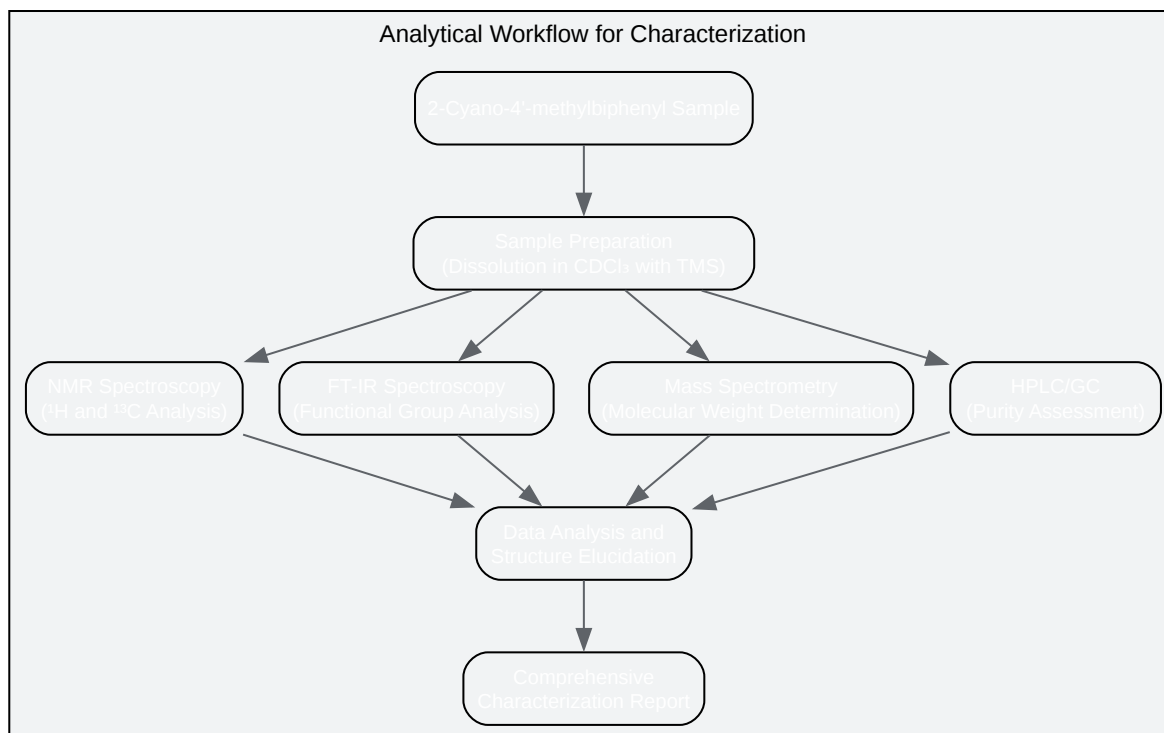 Analytical Workflow for Characterization
2-Cyano-4'-methylbiphenyl Sample
Sample Preparation
(Dissolution in CDCl₃ with TMS)
NMR Spectroscopy
(¹H and ¹³C Analysis)
FT-IR Spectroscopy
(Functional Group Analysis)
Mass Spectrometry
(Molecular Weight Determination)
HPLC/GC
(Purity Assessment)
Data Analysis and
Structure Elucidation
Comprehensive
Characterization Report